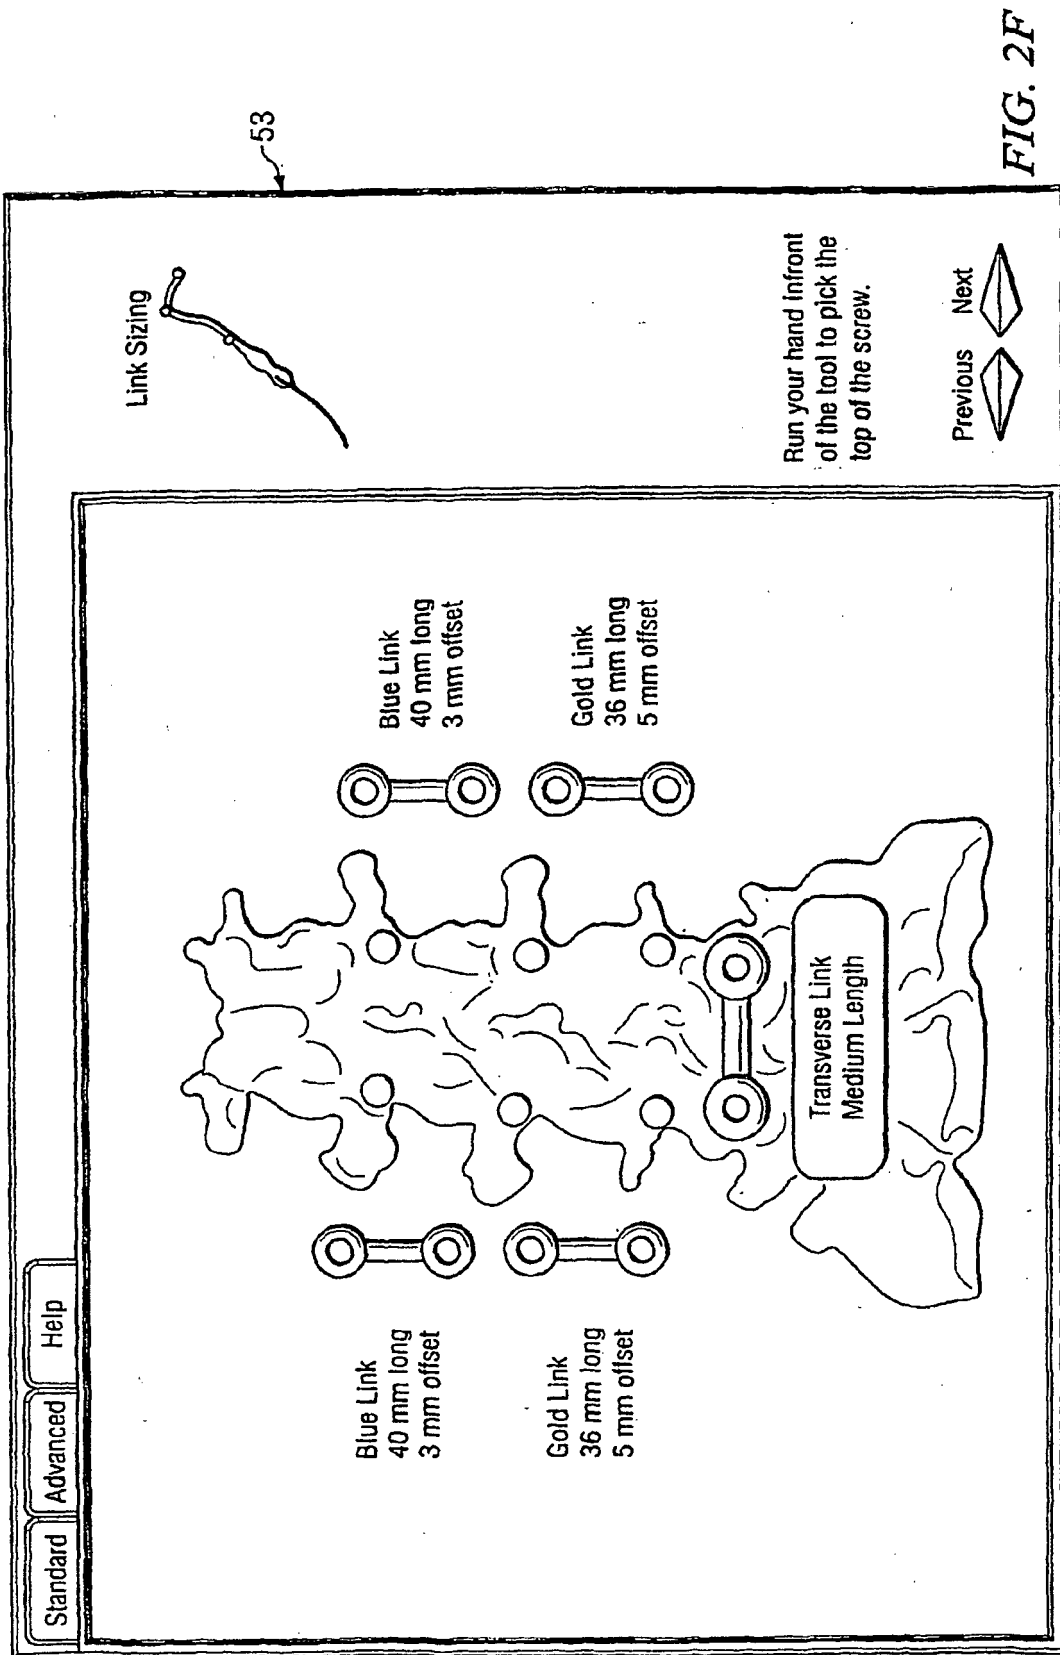 Standard
Advanced
Help
Blue Link
40 mm long
3 mm offset
Gold Link
36 mm long
5 mm offset
Blue Link
40 mm long
3 mm offset
Gold Link
36 mm long
5 mm offset
Transverse Link
Medium Length
Link Sizing
53
Run your hand infront
of the tool to pick the
top of the screw.
Previous
Next
FIG. 2F